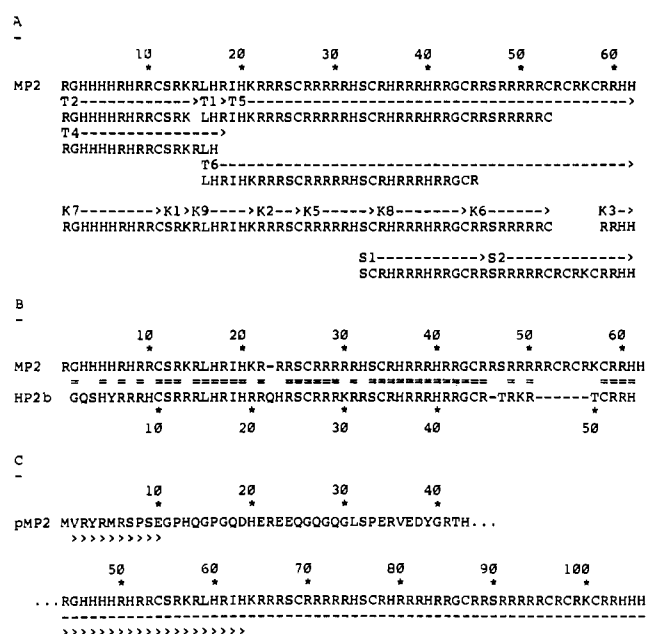 A
10 20 30 40 50 60
* * * * * *
MP2 RGHHHHRHRRCSRKRLHRIHKRRRSCRRRRRHSCRHRRRHRRGCRRSRRRRRCRCRKCRRHH
T2------------->T1->T5----------------------------------------->
RGHHHHRHRRCSRK LHRIHKRRRSCRRRRRHSCRHRRRHRRGCRRSRRRRRC
T4--------------->
RGHHHHRHRRCSRKRLH
T6-------------------------------------------->
LHRIHKRRRSCRRRRRHSCRHRRRHRRGCR
K7-------->K1>K9----->K2--->K5------>K8-------->K6-------> K3->
RGHHHHRHRRCSRKRLHRIHKRRRSCRRRRRHSCRHRRRHRRGCRRSRRRRRC RRHH
S1----------->S2------------->
SCRHRRRHRRGCRRSRRRRRCRCRKCRRHH
B
10 20 30 40 50 60
* * * * * *
MP2 RGHHHHRHRRCSRKRLHRIHKR-RRSCRRRRRHSCRHRRRHRRGCRRSRRRRRCRCRKCRRHH
HP2b GQSHYRRRHCSRRRLHRIHRRQHRSCRRRKRRSCRHRRRHRRGCR-TRKR------TCRRH
* * * * *
10 20 30 40 50
C
10 20 30 40
* * * *
pMP2 MVRYRMRSPSEGPHQGPGQDHEREEQGQGQGLSPERVEDYGRTH...
>>>>>>>>>>
50 60 70 80 90 100
* * * * * *
...RGHHHHRHRRCSRKRLHRIHKRRRSCRRRRRHSCRHRRRHRRGCRRSRRRRRCRCRKCRRHHH
---------------------------------------------------------------
>>>>>>>>>>>>>>>>>>>>